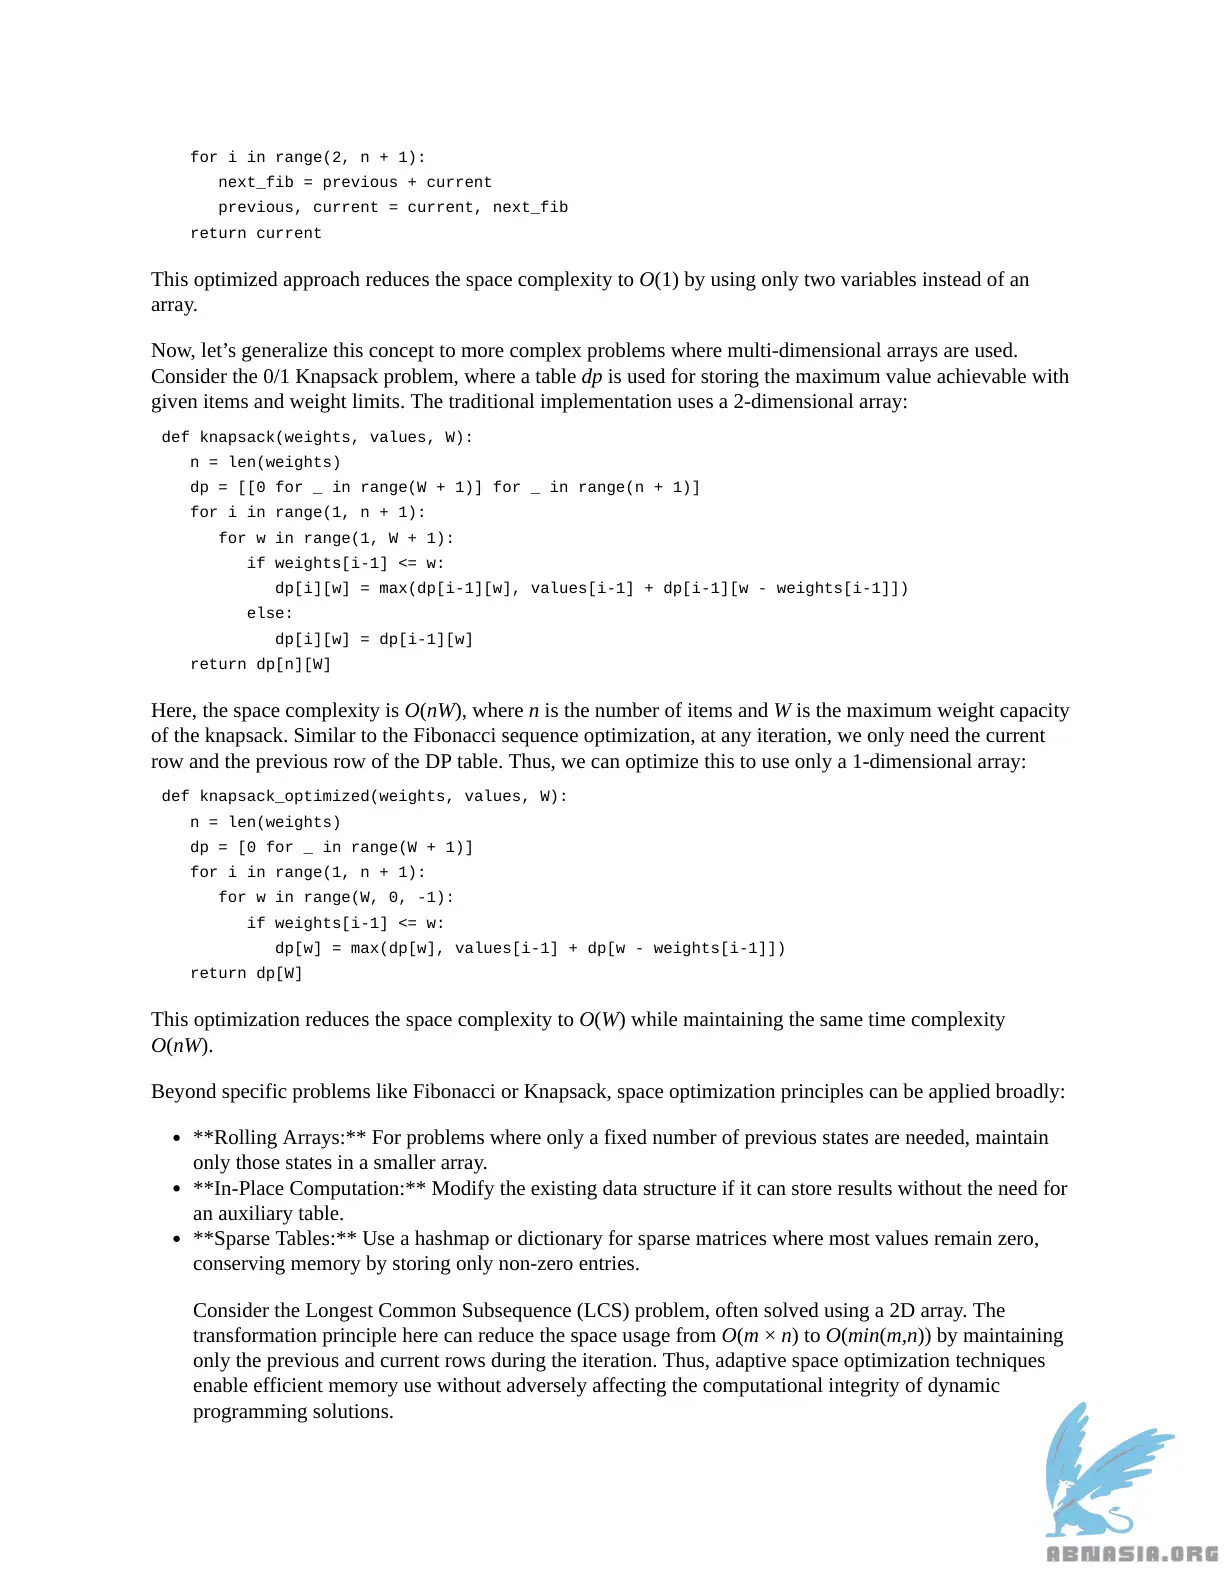 for i in range(2, n + 1):
next_fib = previous + current
previous, current = current, next_fib
return current
This optimized approach reduces the space complexity to O(1) by using only two variables instead of an
array.
Now, let’s generalize this concept to more complex problems where multi-dimensional arrays are used.
Consider the 0/1 Knapsack problem, where a table dp is used for storing the maximum value achievable with
given items and weight limits. The traditional implementation uses a 2-dimensional array:
def knapsack(weights, values, W):
n = len(weights)
dp = [[0 for _ in range(W + 1)] for _ in range(n + 1)]
for i in range(1, n + 1):
for w in range(1, W + 1):
if weights[i-1] <= w:
dp[i][w] = max(dp[i-1][w], values[i-1] + dp[i-1][w - weights[i-1]])
else:
dp[i][w] = dp[i-1][w]
return dp[n][W]
Here, the space complexity is O(nW), where n is the number of items and W is the maximum weight capacity
of the knapsack. Similar to the Fibonacci sequence optimization, at any iteration, we only need the current
row and the previous row of the DP table. Thus, we can optimize this to use only a 1-dimensional array:
def knapsack_optimized(weights, values, W):
n = len(weights)
dp = [0 for _ in range(W + 1)]
for i in range(1, n + 1):
for w in range(W, 0, -1):
if weights[i-1] <= w:
dp[w] = max(dp[w], values[i-1] + dp[w - weights[i-1]])
return dp[W]
This optimization reduces the space complexity to O(W) while maintaining the same time complexity
O(nW).
Beyond specific problems like Fibonacci or Knapsack, space optimization principles can be applied broadly:
• **Rolling Arrays:** For problems where only a fixed number of previous states are needed, maintain
only those states in a smaller array.
• **In-Place Computation:** Modify the existing data structure if it can store results without the need for
an auxiliary table.
• **Sparse Tables:** Use a hashmap or dictionary for sparse matrices where most values remain zero,
conserving memory by storing only non-zero entries.
Consider the Longest Common Subsequence (LCS) problem, often solved using a 2D array. The
transformation principle here can reduce the space usage from O(m × n) to O(min(m,n)) by maintaining
only the previous and current rows during the iteration. Thus, adaptive space optimization techniques
enable efficient memory use without adversely affecting the computational integrity of dynamic
programming solutions.
ABNASIA.ORG